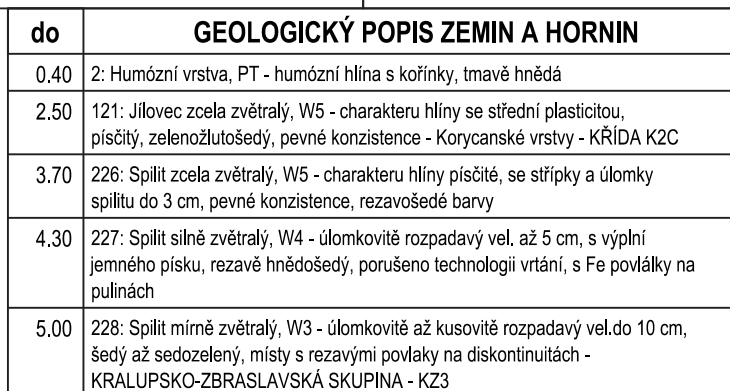 do GEOLOGICKÝ POPIS ZEMIN A HORNIN
0.40 2: Humózní vrstva, PT - humózní hlína s kořínky, tmavě hnědá
2.50 121: Jílovec zcela zvětralý, W5 - charakteru hlíny se střední plasticitou,
písčitý, zelenožlutošedý, pevné konzistence - Korycanské vrstvy - KŘÍDA K2C
3.70 226: Spilit zcela zvětralý, W5 - charakteru hlíny písčité, se střípky a úlomky
spilitu do 3 cm, pevné konzistence, rezavošedé barvy
4.30 227: Spilit silně zvětralý, W4 - úlomkovitě rozpadavý vel. až 5 cm, s výplní
jemného písku, rezavě hnědošedý, porušeno technologii vrtání, s Fe povlálky na
pulinách
5.00 228: Spilit mírně zvětralý, W3 - úlomkovitě až kusovitě rozpadavý vel.do 10 cm,
šedý až sedozelený, místy s rezavými povlaky na diskontinuitách -
KRALUPSKO-ZBRASLAVSKÁ SKUPINA - KZ3